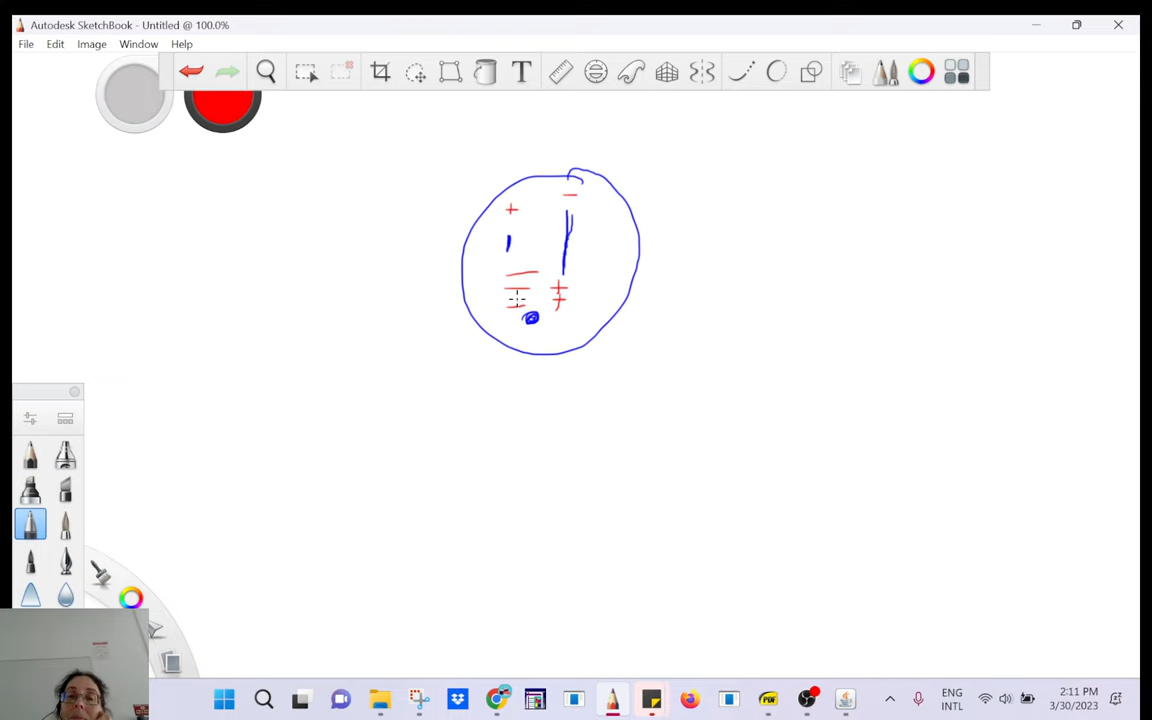 Autodesk SketchBook - Untitled @ 100.0%
File Edit Image Window Help
T
+ −
ENG
INTL
2:11 PM
3/30/2023